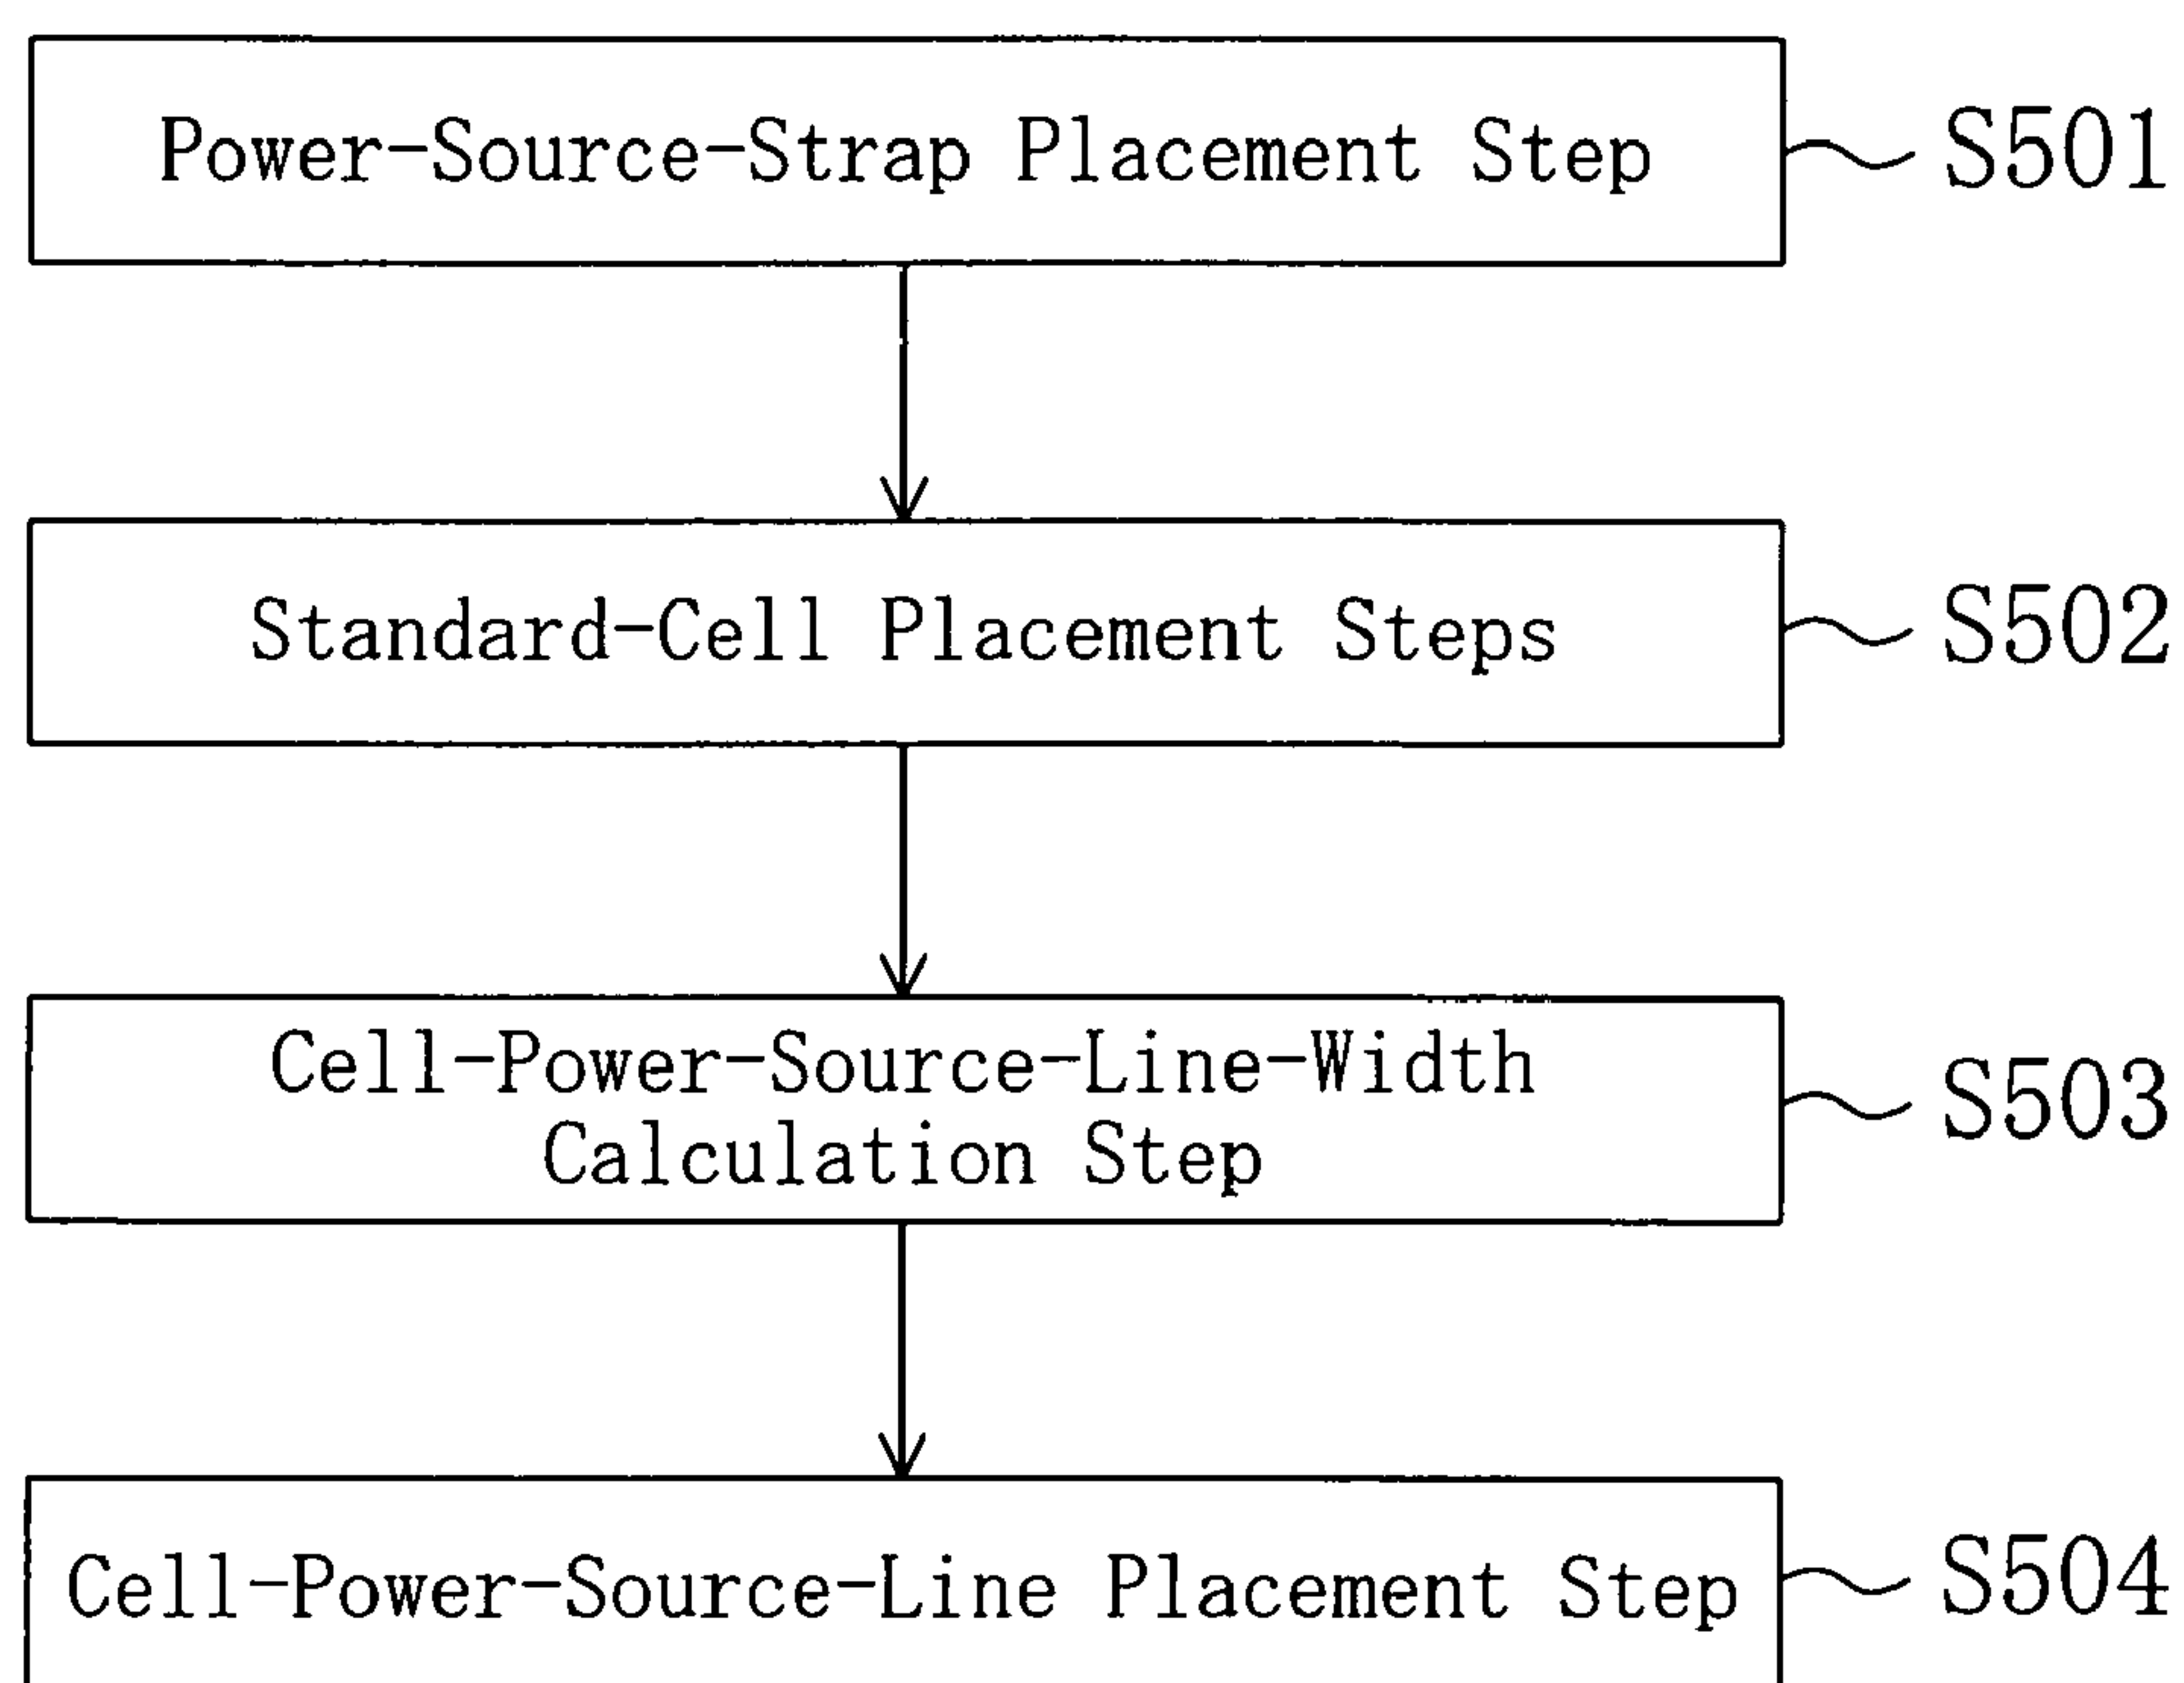 Power-Source-Strap Placement Step
S501
Standard-Cell Placement Steps
S502
Cell-Power-Source-Line-Width
Calculation Step
S503
Cell-Power-Source-Line Placement Step
S504